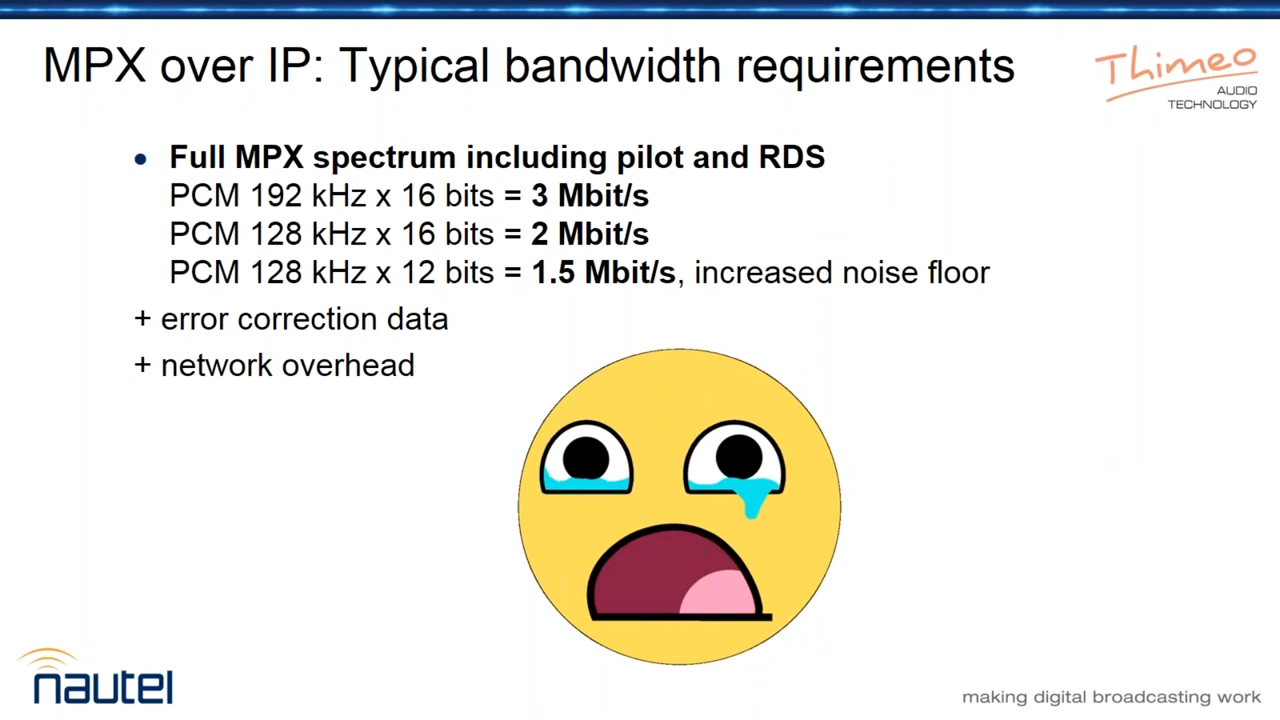 MPX over IP: Typical bandwidth requirements
Thimeo
AUDIO
TECHNOLOGY
• Full MPX spectrum including pilot and RDS
PCM 192 kHz x 16 bits = 3 Mbit/s
PCM 128 kHz x 16 bits = 2 Mbit/s
PCM 128 kHz x 12 bits = 1.5 Mbit/s, increased noise floor
+ error correction data
+ network overhead
nautel
making digital broadcasting work